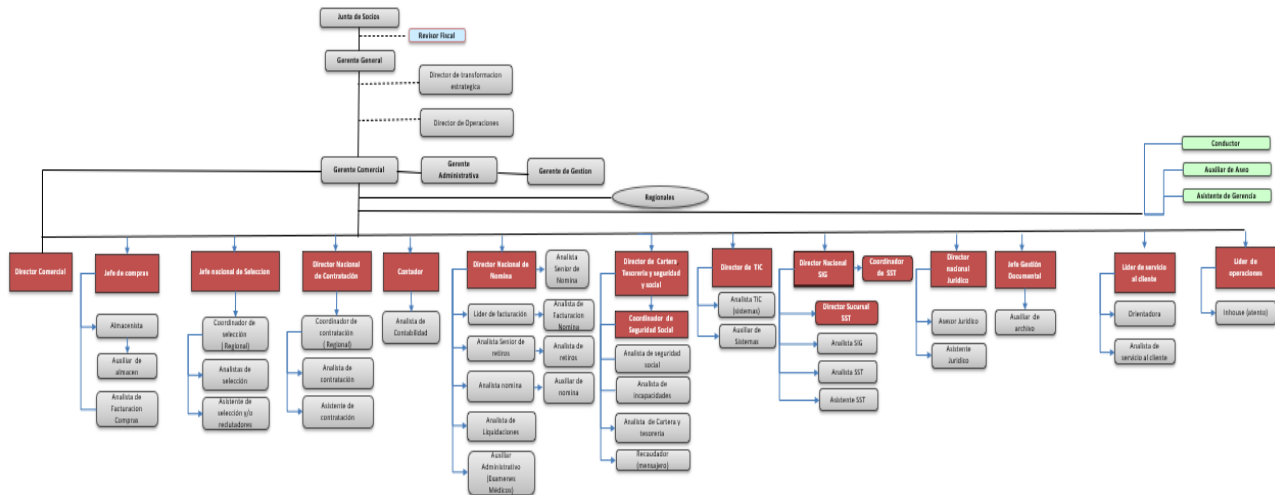 Junta de Socios
Revisor Fiscal
Gerente General
Director de transformacion
estrategica
Director de Operaciones
Conductor
Gerente Comercial
Gerente
Administrativa
Gerente de Gestion
Auxiliar de Aseo
Regionales
Asistente de Gerencia
Director Comercial
Jefe de compras
Jefe nacional de Seleccion
Director Nacional
de Contratación
Contador
Director Nacional de
Nomina
Analista
Senior de
Nomina
Director de Cartera
Tesoreria y seguridad
y social
Director de TIC
Director Nacional
SIG
Coordinador
de SST
Director
nacional
Jurídico
Jefe Gestión
Documental
Lider de servicio
al cliente
Lider de
operaciones
Almacenista
Auxiliar de
almacen
Analista de
Facturacion
Compras
Coordinador de
selección
( Regional)
Analistas de
selección
Asistente de
selección y/o
reclutadores
Coordinador de
contratación
( Regional)
Analista de
contratación
Asistente de
contratación
Analista de
Contabilidad
Lider de facturación
Analista de
Facturacion
Nomina
Analista Senior de
retiros
Analista de
retiros
Analista nomina
Auxiliar de
nomina
Analista de
Liquidaciones
Auxiliar
Administrativo
(Examenes
Médicos)
Coordinador de
Seguridad Social
Analista de seguridad
social
Analista de
incapacidades
Analista de Cartera y
tesoreria
Recaudador
(mensajero)
Analista TIC
(sistemas)
Auxiliar de
Sistemas
Director Sucursal
SST
Analista SIG
Analista SST
Asistente SST
Asesor Jurídico
Asistente
Jurídico
Auxiliar de
archivo
Orientadora
Analista de
servicio al cliente
Inhouse (atento)